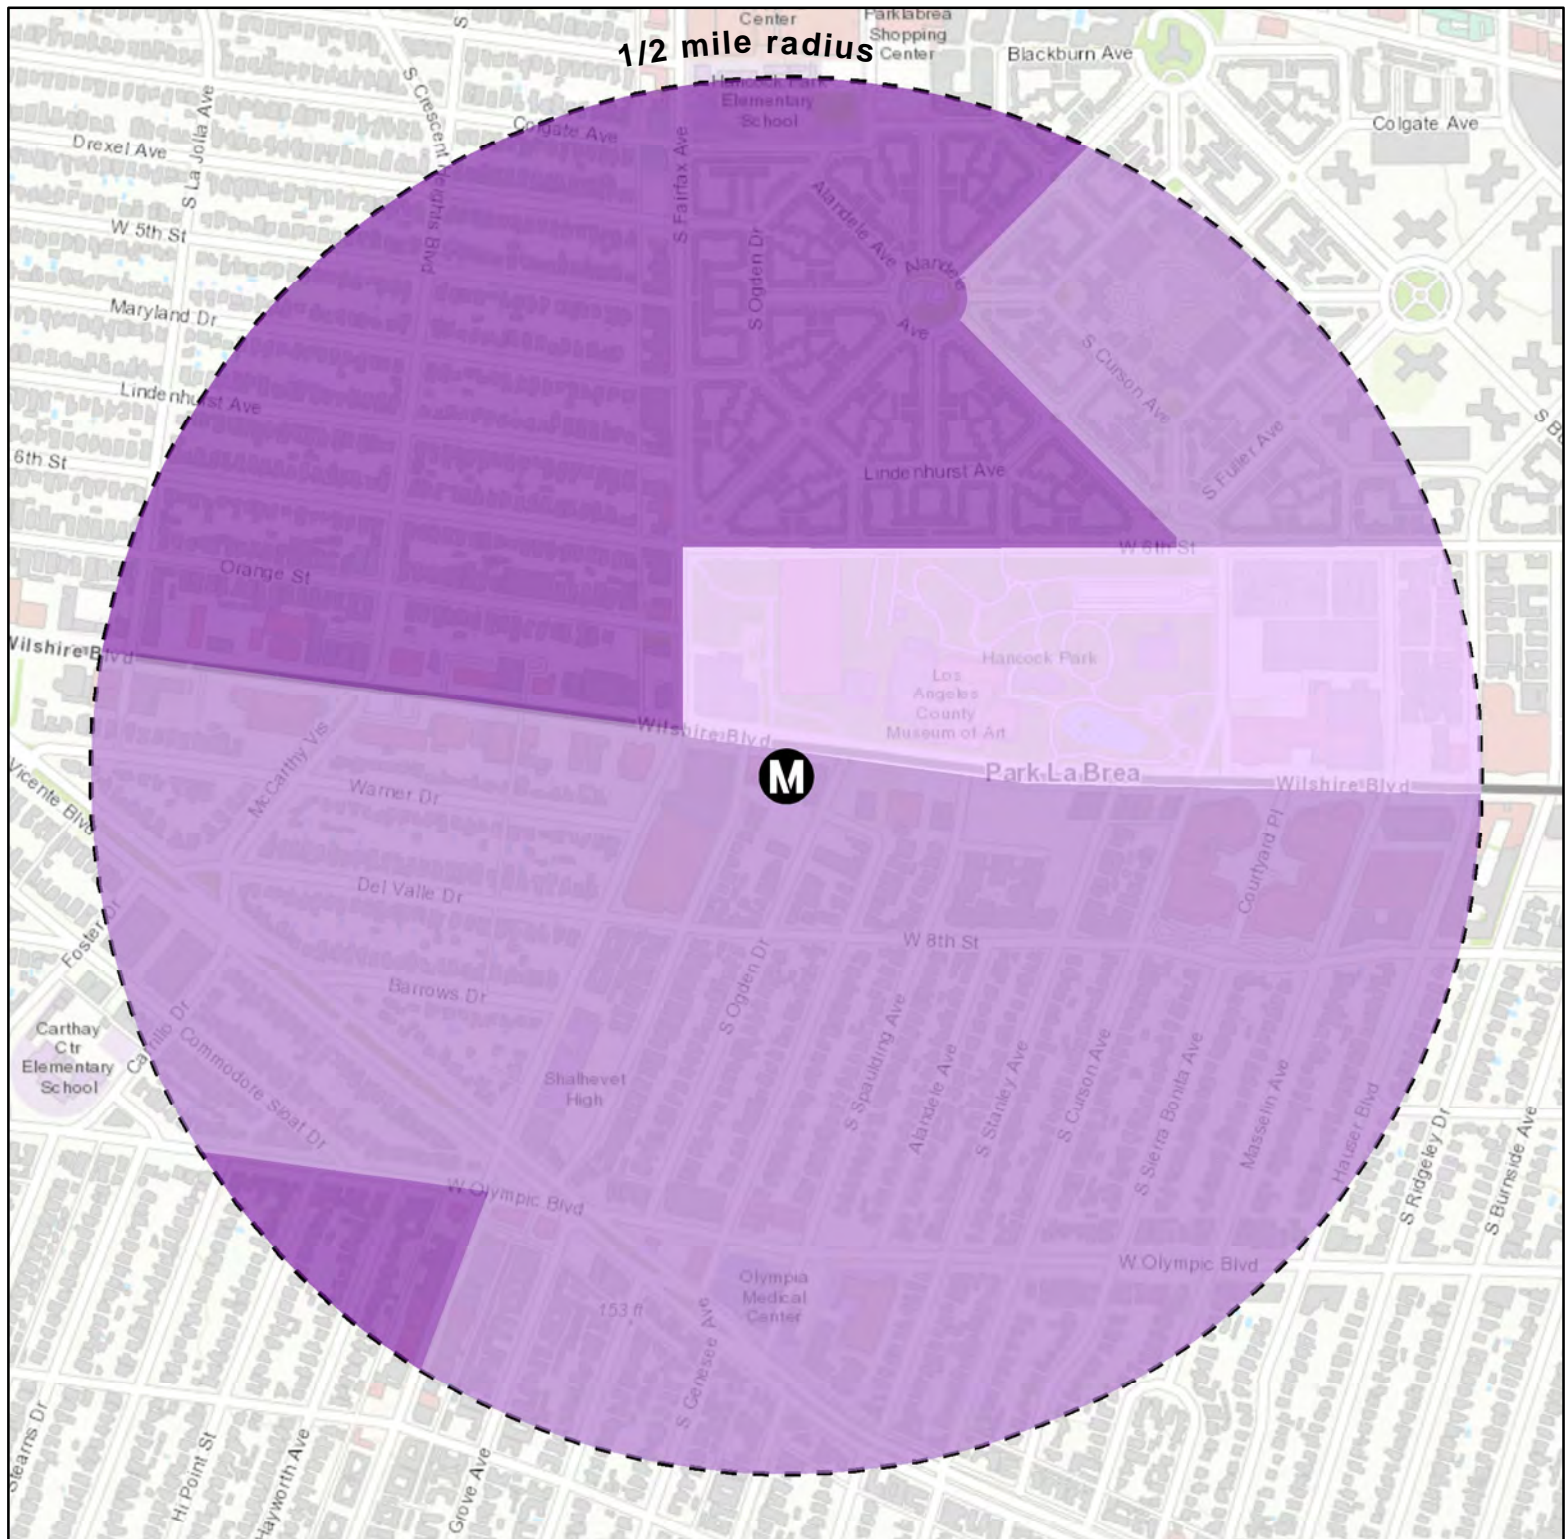 Center
Parklabrea
Shopping
Center
1/2 mile radius
Blackburn Ave
S
Hancock Park
Elementary
School
Colgate Ave
Colgate Ave
S La Jolla Ave
S Crescent Heights Blvd
S Fairfax Ave
Drexel Ave
W 5th St
Alandele Ave
Alandele
Ave
S Ogden Dr
Maryland Dr
S Curson Ave
Lindenhurst Ave
S Fuller Ave
S B
6th St
Lindenhurst Ave
W 6th St
Orange St
Wilshire Blvd
Hancock Park
Los
Angeles
County
Museum of Art
Wilshire Blvd
M
Park La Brea
Wilshire Blvd
McCarthy Vis
Vicente Blvd
Warner Dr
Courtyard Pl
Del Valle Dr
Foster Dr
W 8th St
S Ogden Dr
Barrows Dr
Carthay
Ctr
Elementary
School
Carrillo Dr
Commodore Sloat Dr
Shalhevet
High
S Spaulding Ave
Alandele Ave
S Stanley Ave
S Curson Ave
S Sierra Bonita Ave
Masselin Ave
Hauser Blvd
S Ridgeley Dr
S Burnside Ave
W Olympic Blvd
W Olympic Blvd
Olympia
Medical
Center
153 ft
S Genesee Ave
Stearns Dr
Hi Point St
Hayworth Ave
Grove Ave